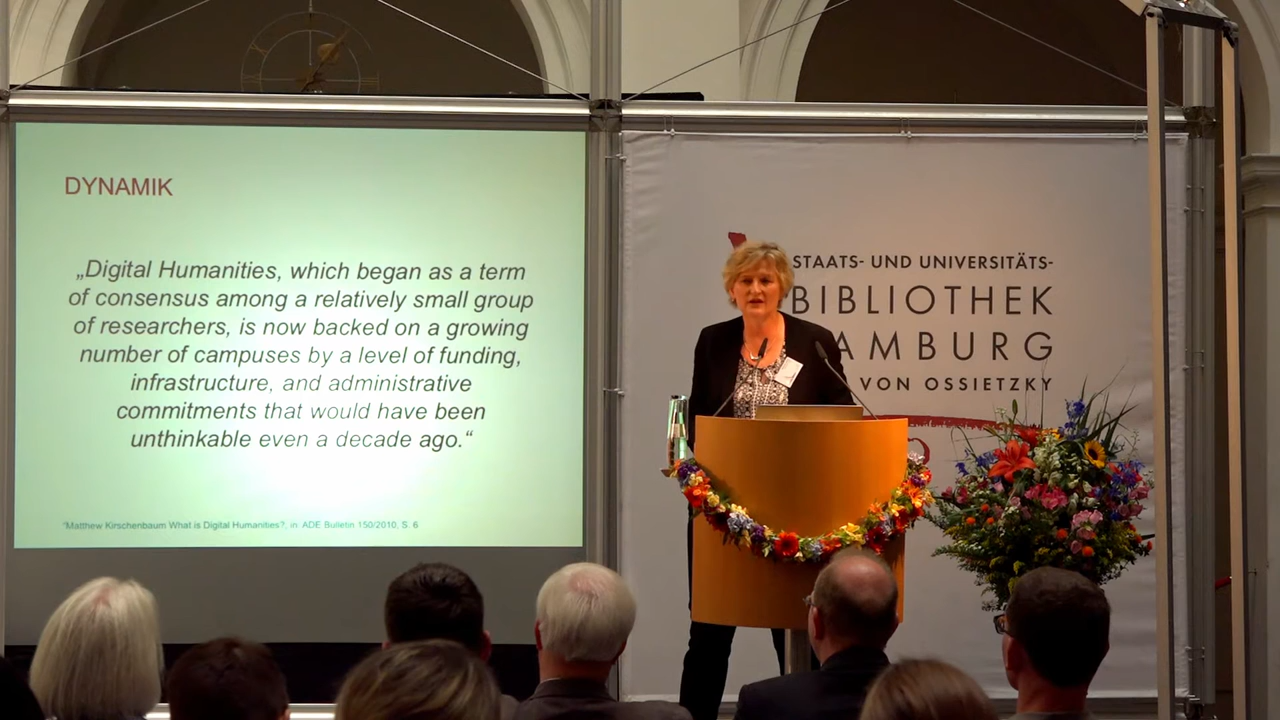 DYNAMIK
„Digital Humanities, which began as a term
of consensus among a relatively small group
of researchers, is now backed on a growing
number of campuses by a level of funding,
infrastructure, and administrative
commitments that would have been
unthinkable even a decade ago.“
"Matthew Kirschenbaum What is Digital Humanities?, in: ADE Bulletin 150/2010, S. 6
STAATS- UND UNIVERSITÄTS-
BIBLIOTHEK
AMBURG
VON OSSIETZKY